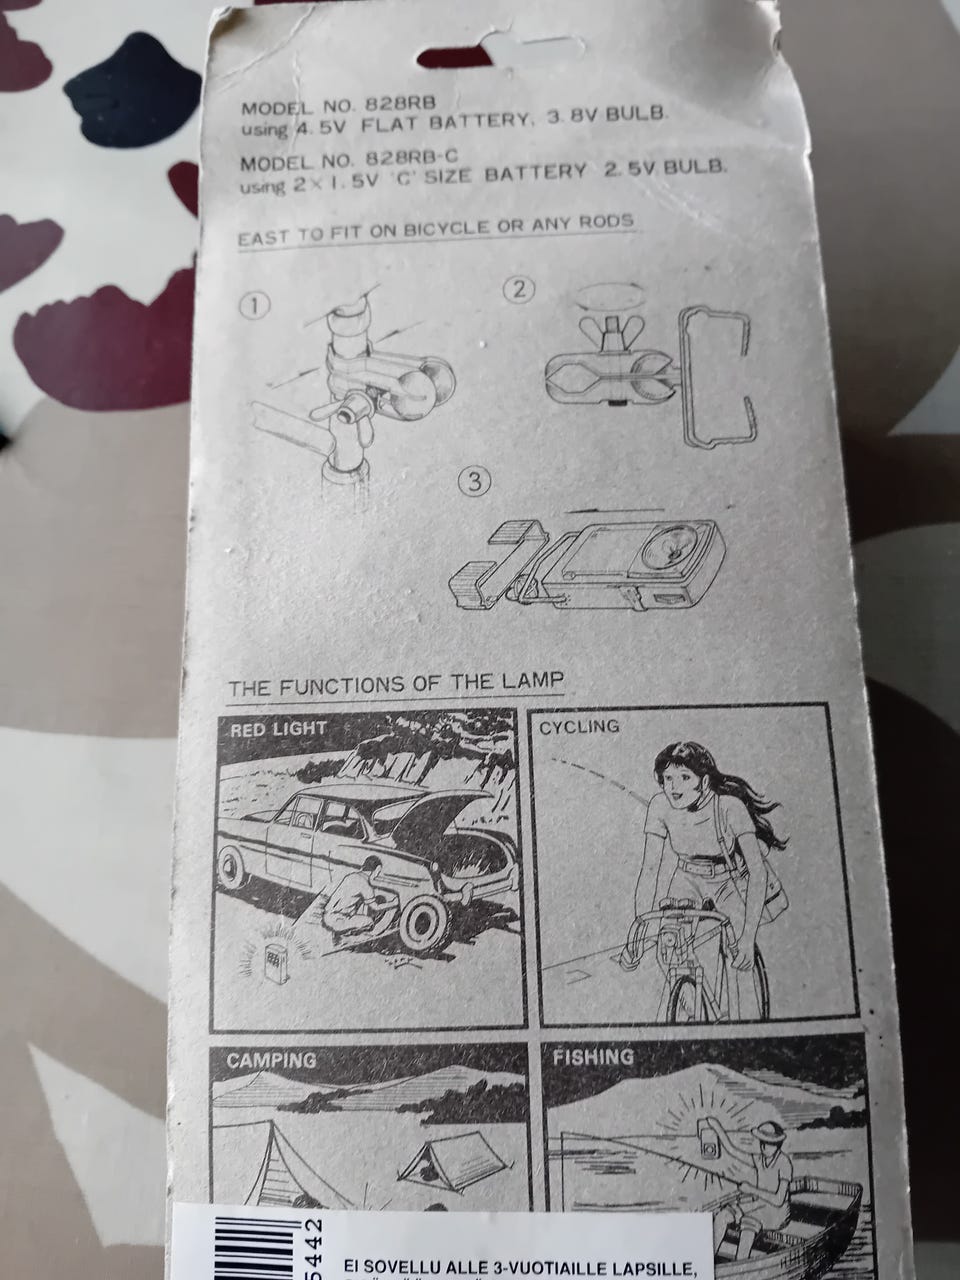 MODEL NO. 828RB
using 4.5V FLAT BATTERY, 3.8V BULB.
MODEL NO. 828RB-C
using 2×1.5V 'C' SIZE BATTERY 2.5V BULB.
EAST TO FIT ON BICYCLE OR ANY RODS
1
2
3
THE FUNCTIONS OF THE LAMP
RED LIGHT
CYCLING
CAMPING
FISHING
5442
EI SOVELLU ALLE 3-VUOTIAILLE LAPSILLE,